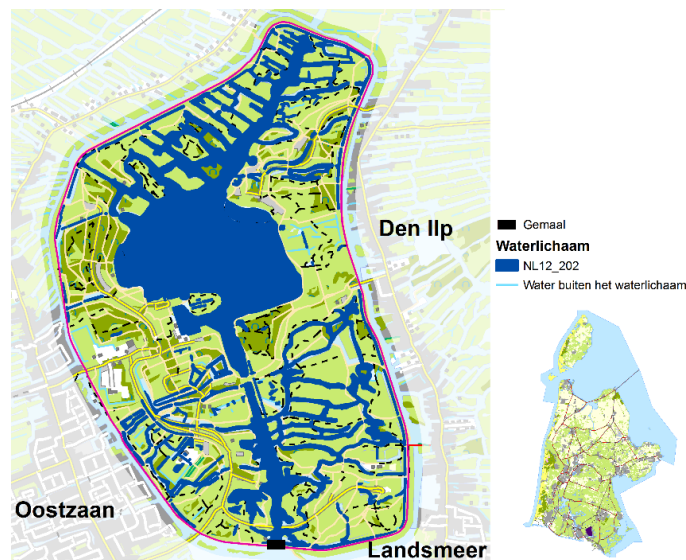 Den Ilp
Gemaal
Waterlichaam
NL12_202
Water buiten het waterlichaam
Oostzaan
Landsmeer